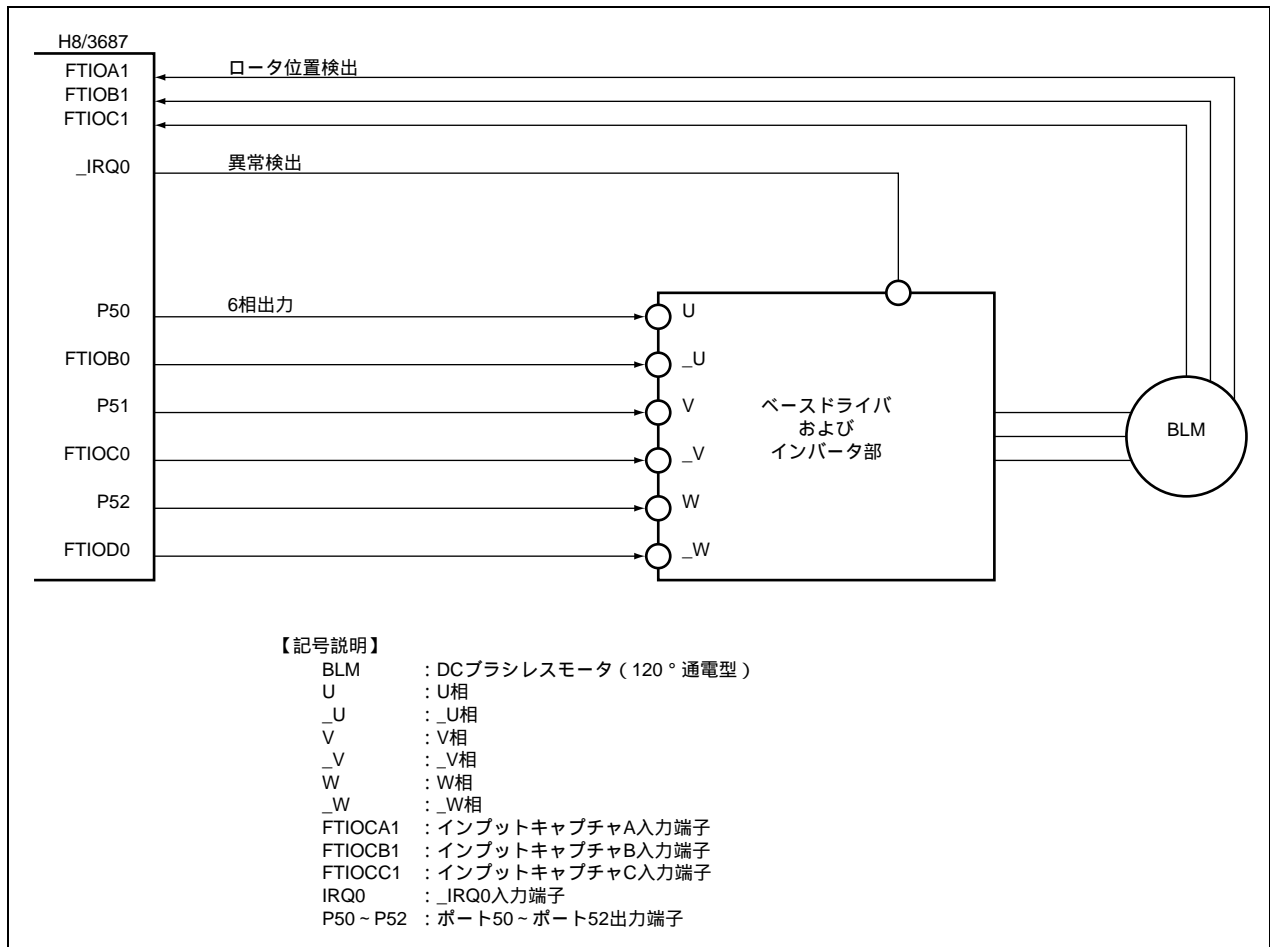 H8/3687
FTIOA1
ロータ位置検出
FTIOB1
FTIOC1
_IRQ0
異常検出
P50
6相出力
U
FTIOB0
_U
P51
V
FTIOC0
_V
P52
W
FTIOD0
_W
ベースドライバ
および
インバータ部
BLM
【記号説明】
BLM :DCブラシレスモータ(120°通電型)
U :U相
_U :_U相
V :V相
_V :_V相
W :W相
_W :_W相
FTIOCA1 :インプットキャプチャA入力端子
FTIOCB1 :インプットキャプチャB入力端子
FTIOCC1 :インプットキャプチャC入力端子
IRQ0 :_IRQ0入力端子
P50~P52 :ポート50~ポート52出力端子